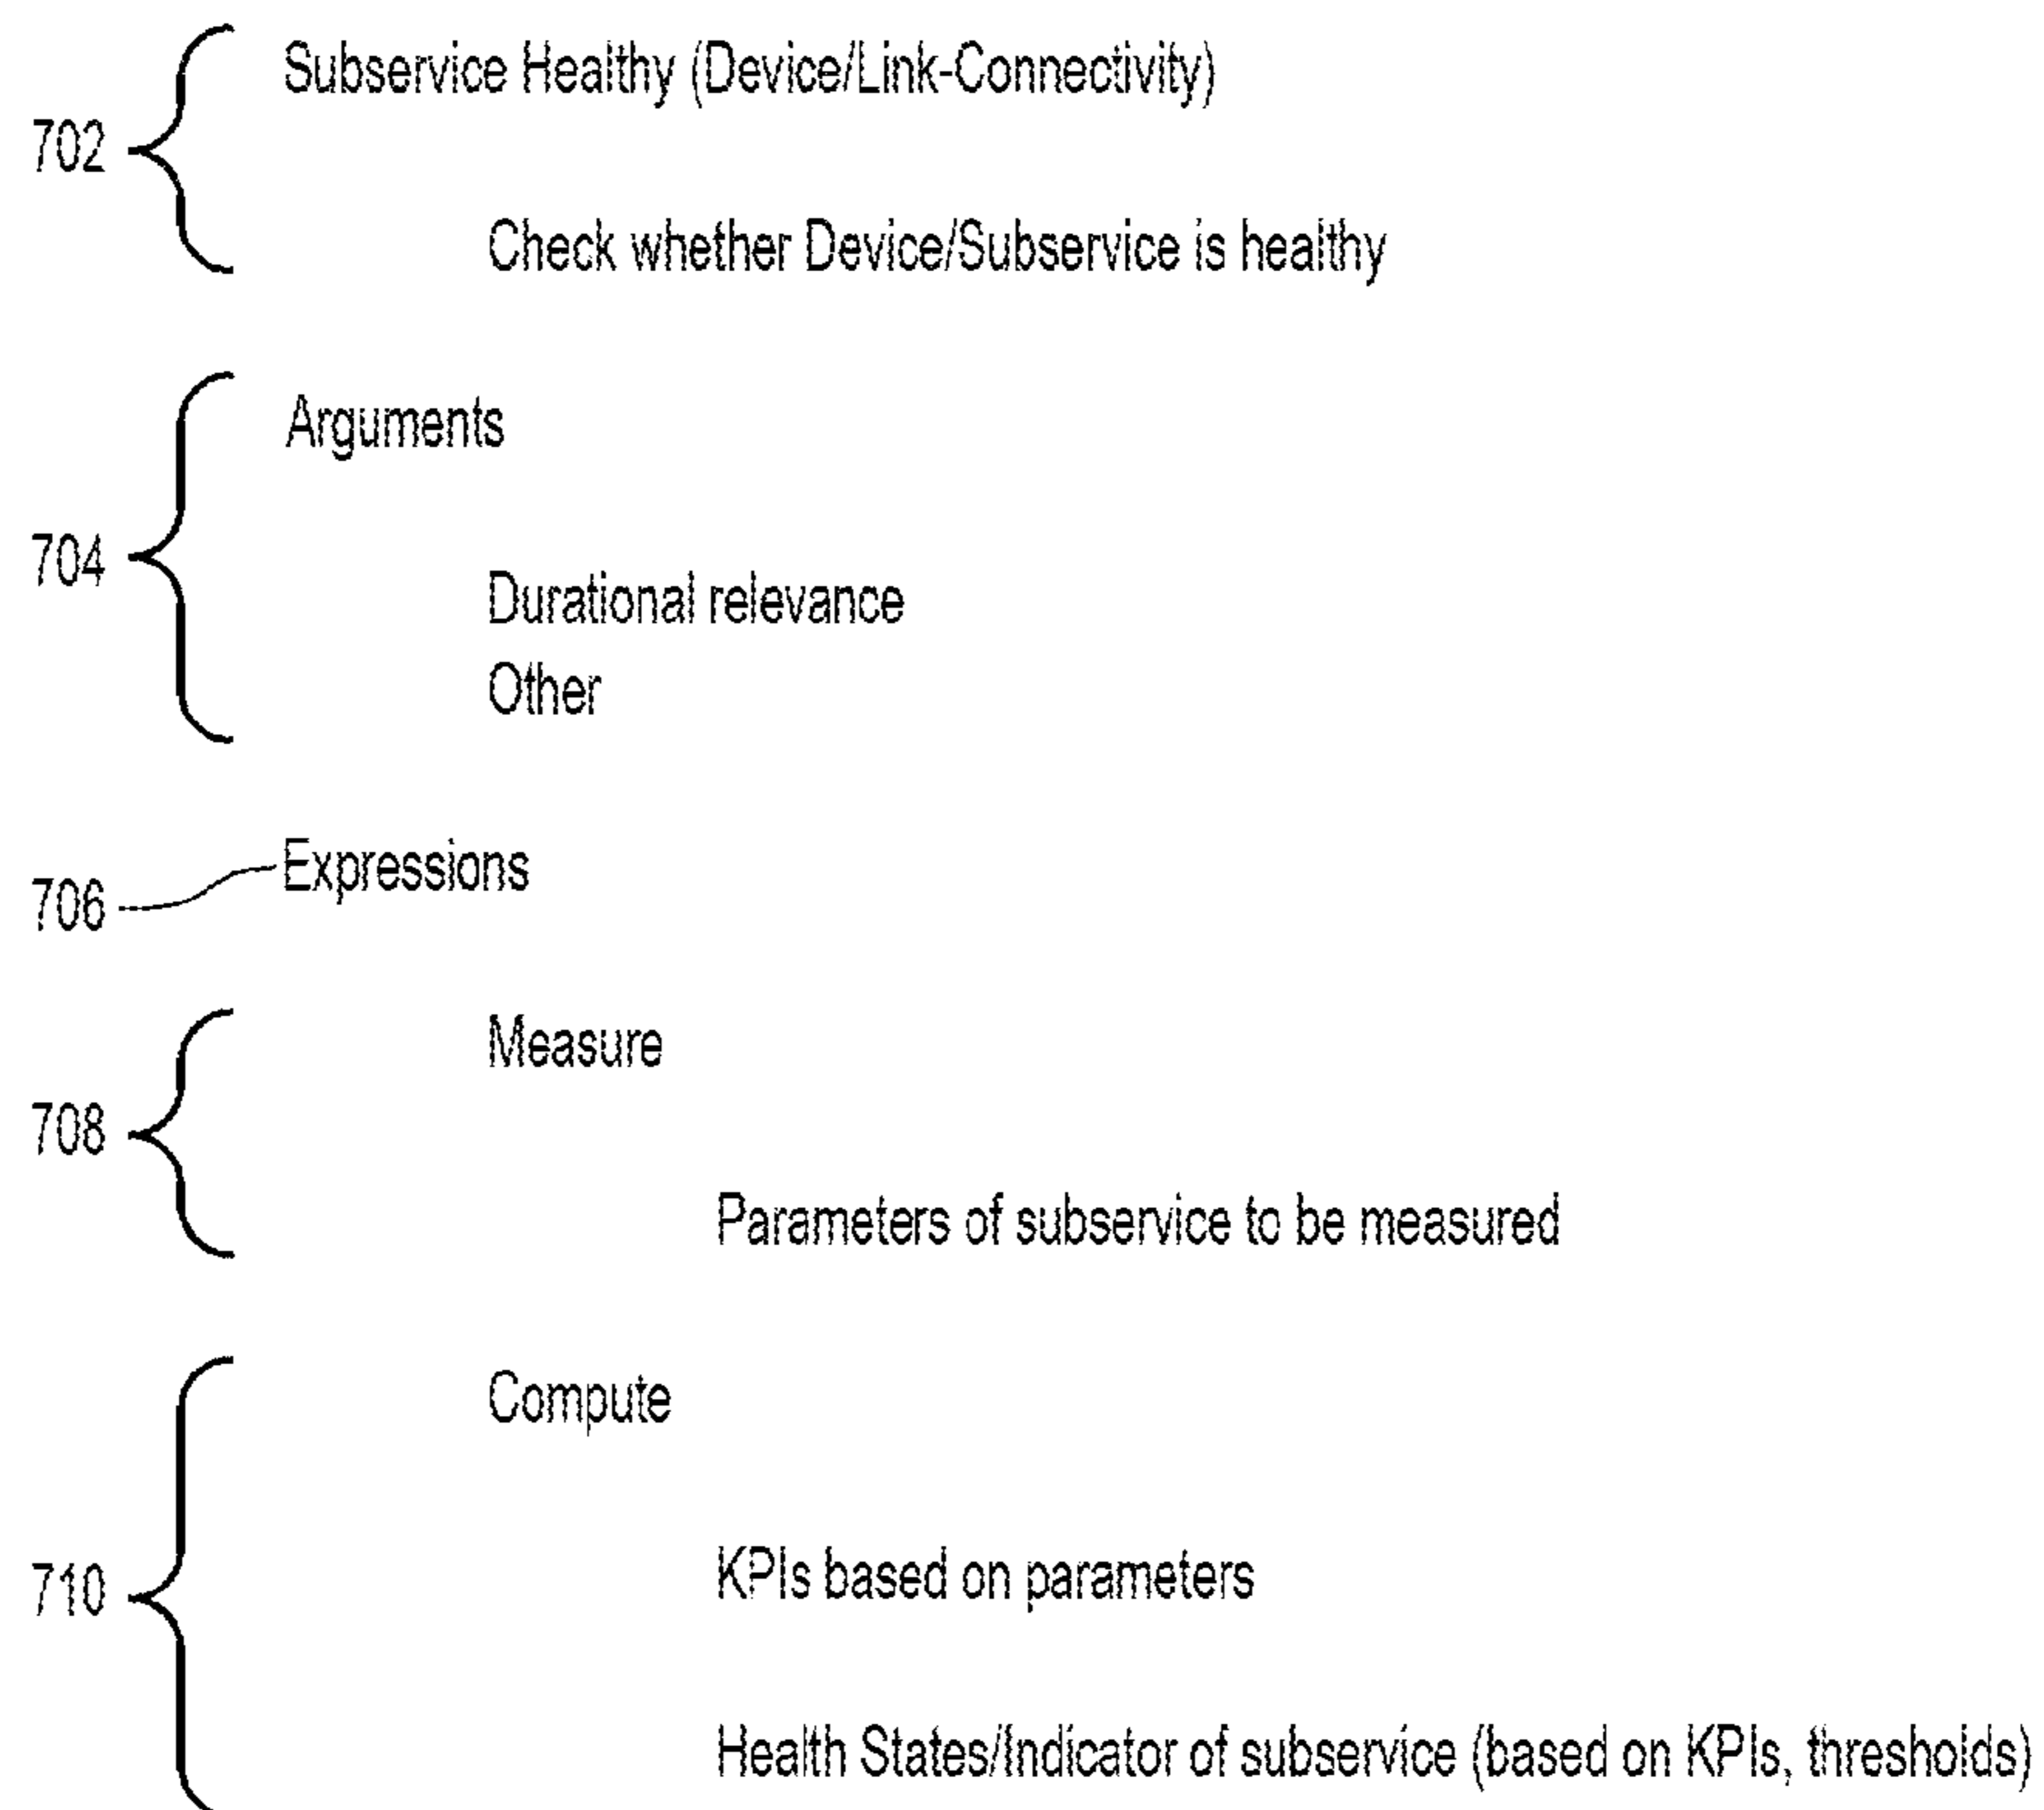 Subservice Healthy (Device/Link-Connectivity)
702
Check whether Device/Subservice is healthy
Arguments
704
Durational relevance
Other
Expressions
706
Measure
708
Parameters of subservice to be measured
Compute
KPIs based on parameters
710
Health States/Indicator of subservice (based on KPIs, thresholds)